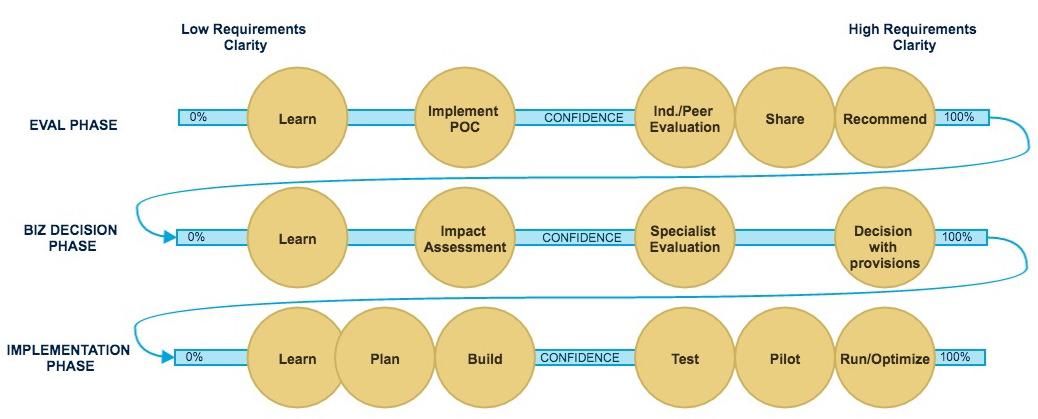 Low Requirements
Clarity
High Requirements
Clarity
EVAL PHASE
0%
Learn
Implement
POC
CONFIDENCE
Ind./Peer
Evaluation
Share
Recommend
100%
BIZ DECISION
PHASE
0%
Learn
Impact
Assessment
CONFIDENCE
Specialist
Evaluation
Decision
with
provisions
100%
IMPLEMENTATION
PHASE
0%
Learn
Plan
Build
CONFIDENCE
Test
Pilot
Run/Optimize
100%